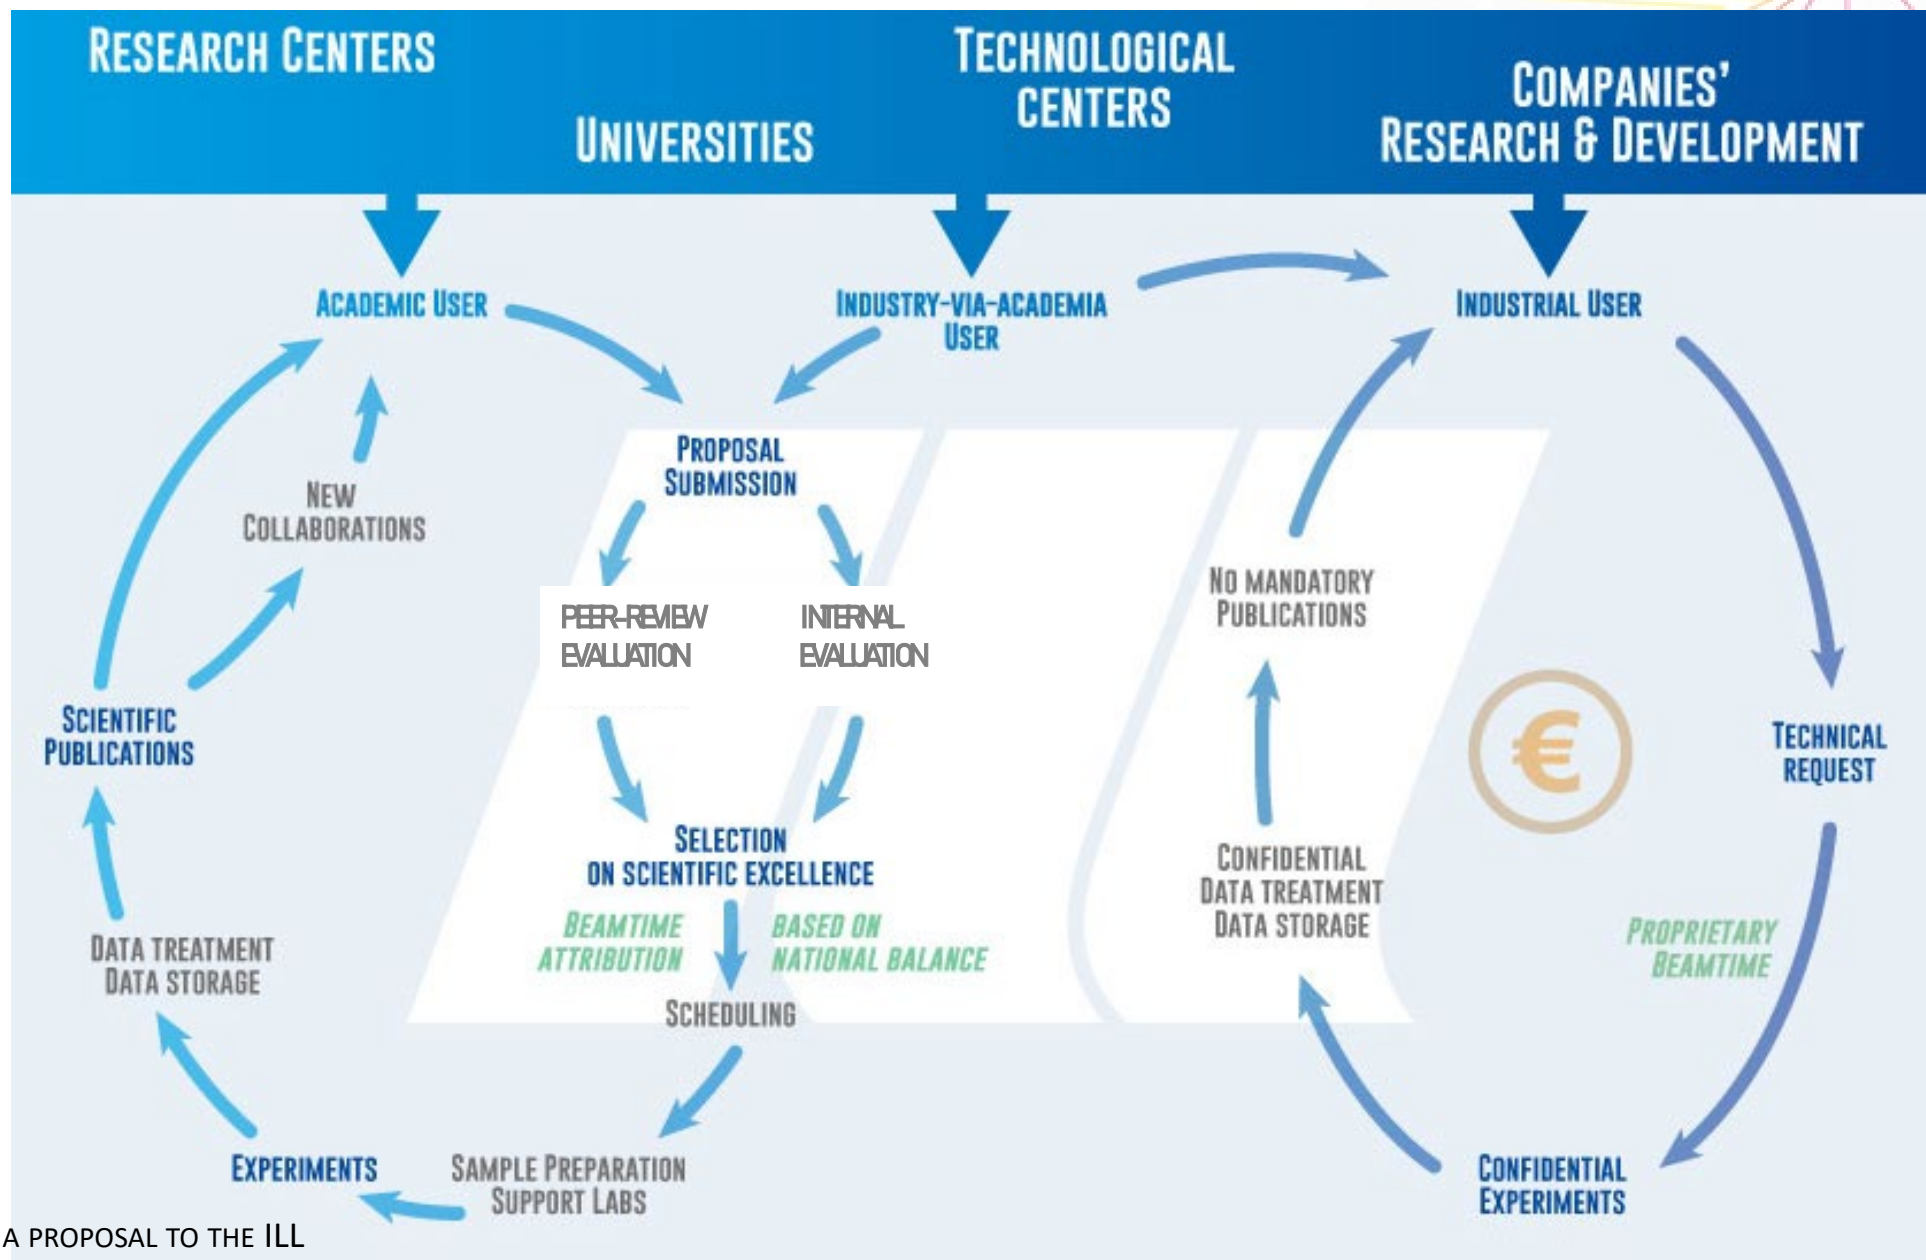 RESEARCH CENTERS
UNIVERSITIES
TECHNOLOGICAL
CENTERS
COMPANIES'
RESEARCH & DEVELOPMENT
ACADEMIC USER
INDUSTRY-VIA-ACADEMIA
USER
INDUSTRIAL USER
PROPOSAL
SUBMISSION
NEW
COLLABORATIONS
PEER-REVIEW
EVALUATION
INTERNAL
EVALUATION
NO MANDATORY
PUBLICATIONS
SCIENTIFIC
PUBLICATIONS
€
TECHNICAL
REQUEST
SELECTION
ON SCIENTIFIC EXCELLENCE
BEAMTIME
ATTRIBUTION
BASED ON
NATIONAL BALANCE
CONFIDENTIAL
DATA TREATMENT
DATA STORAGE
PROPRIETARY
BEAMTIME
DATA TREATMENT
DATA STORAGE
SCHEDULING
EXPERIMENTS
SAMPLE PREPARATION
SUPPORT LABS
CONFIDENTIAL
EXPERIMENTS
A PROPOSAL TO THE ILL